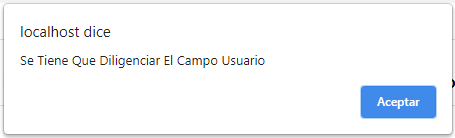 localhost dice
Se Tiene Que Diligenciar El Campo Usuario
Aceptar